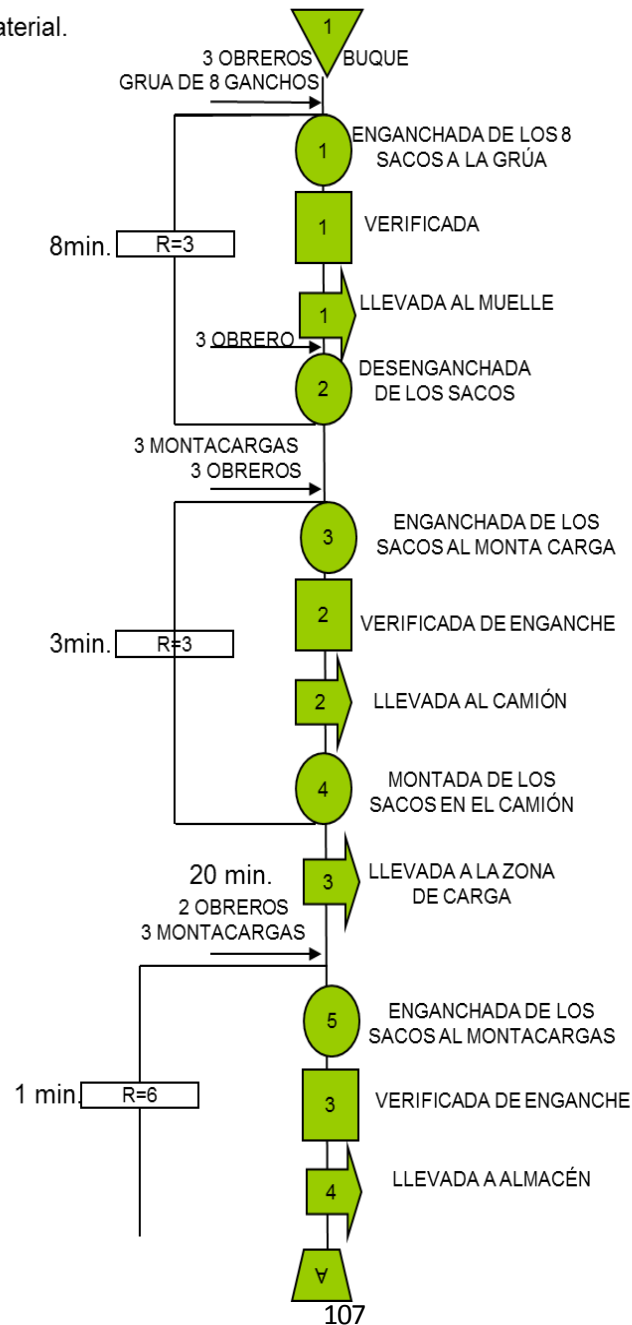 aterial.
1
3 OBREROS BUQUE
GRUA DE 8 GANCHOS
1
ENGANCHADA DE LOS 8
SACOS A LA GRÚA
1
VERIFICADA
8min.
R=3
1
LLEVADA AL MUELLE
3 OBRERO
2
DESENGANCHADA
DE LOS SACOS
3 MONTACARGAS
3 OBREROS
3
ENGANCHADA DE LOS
SACOS AL MONTA CARGA
2
VERIFICADA DE ENGANCHE
3min.
R=3
2
LLEVADA AL CAMIÓN
4
MONTADA DE LOS
SACOS EN EL CAMIÓN
20 min.
3
LLEVADA A LA ZONA
DE CARGA
2 OBREROS
3 MONTACARGAS
5
ENGANCHADA DE LOS
SACOS AL MONTACARGAS
1 min.
R=6
3
VERIFICADA DE ENGANCHE
4
LLEVADA A ALMACÉN
A
107